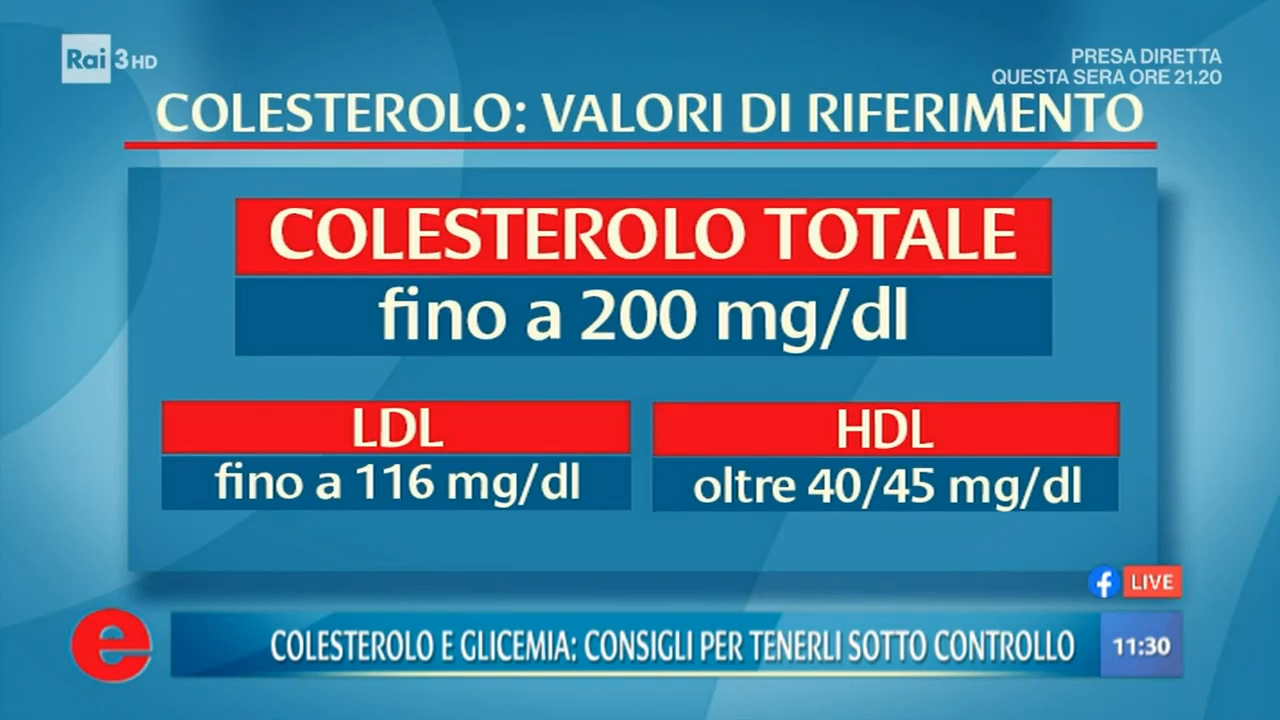 Rai 3 HD
PRESA DIRETTA
QUESTA SERA ORE 21.20
COLESTEROLO: VALORI DI RIFERIMENTO
COLESTEROLO TOTALE
fino a 200 mg/dl
LDL
fino a 116 mg/dl
HDL
oltre 40/45 mg/dl
f LIVE
e
COLESTEROLO E GLICEMIA: CONSIGLI PER TENERLI SOTTO CONTROLLO
11:30